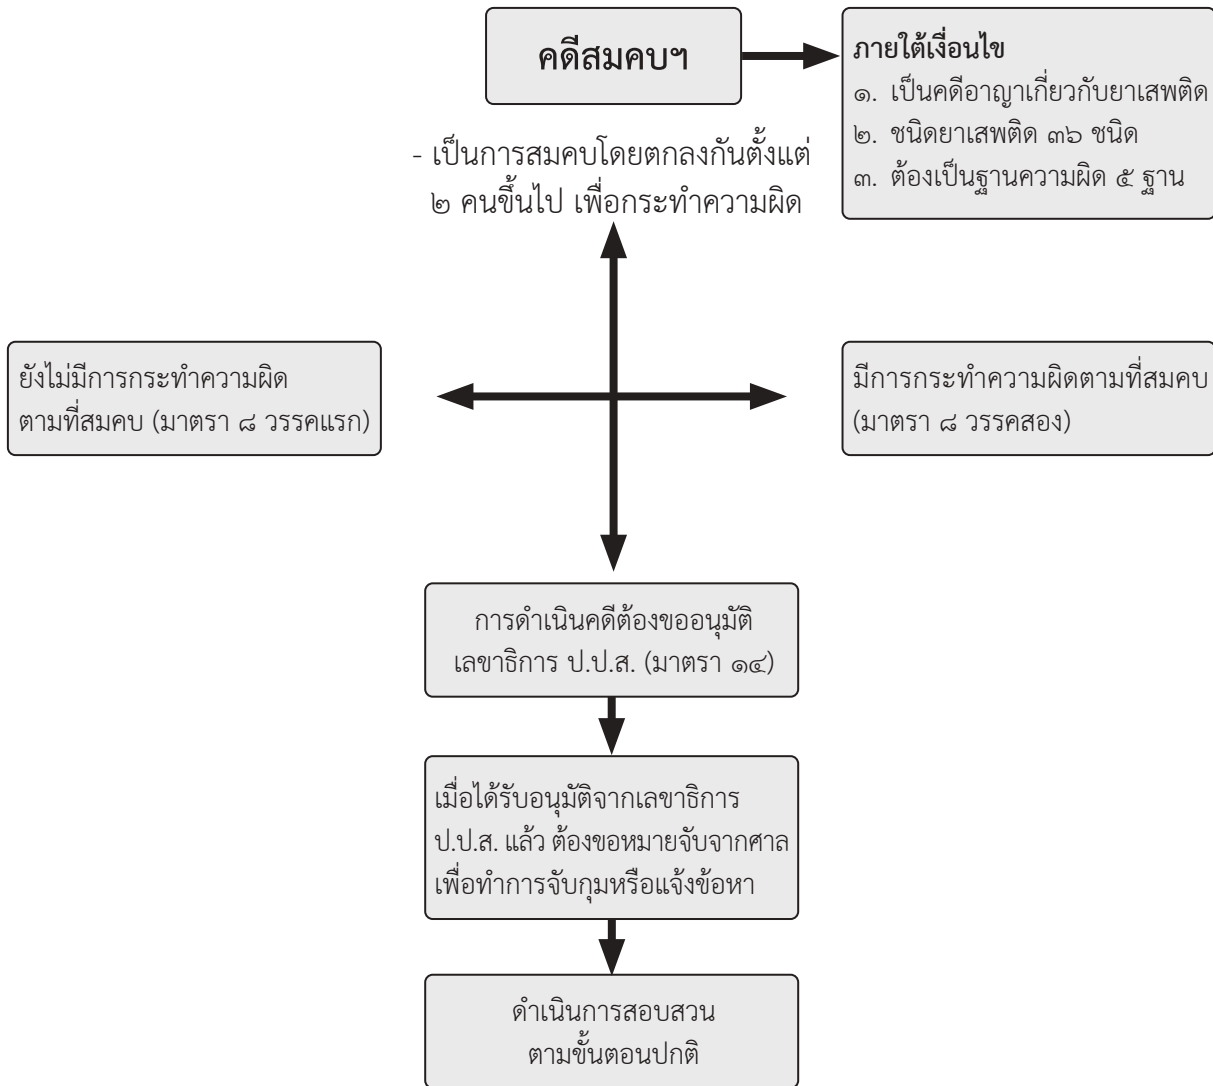 คดีสมคบฯ
ภายใต้เงื่อนไข
๑. เป็นคดีอาญาเกี่ยวกับยาเสพติด
๒. ชนิดยาเสพติด ๓๖ ชนิด
๓. ต้องเป็นฐานความผิด ๕ ฐาน
- เป็นการสมคบโดยตกลงกันตั้งแต่
๒ คนขึ้นไป เพื่อกระทำความผิด
ยังไม่มีการกระทำความผิด
ตามที่สมคบ (มาตรา ๘ วรรคแรก)
มีการกระทำความผิดตามที่สมคบ
(มาตรา ๘ วรรคสอง)
การดำเนินคดีต้องขออนุมัติ
เลขาธิการ ป.ป.ส. (มาตรา ๑๔)
เมื่อได้รับอนุมัติจากเลขาธิการ
ป.ป.ส. แล้ว ต้องขอหมายจับจากศาล
เพื่อทำการจับกุมหรือแจ้งข้อหา
ดำเนินการสอบสวน
ตามขั้นตอนปกติ